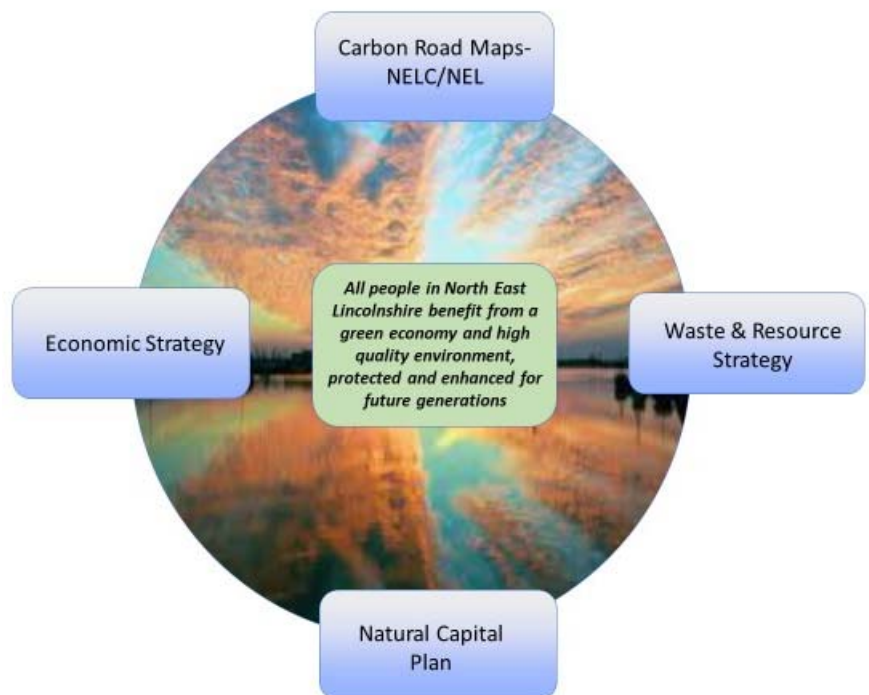 Carbon Road Maps-
NELC/NEL
All people in North East
Lincolnshire benefit from a
green economy and high
quality environment,
protected and enhanced for
future generations
Economic Strategy
Waste & Resource
Strategy
Natural Capital
Plan